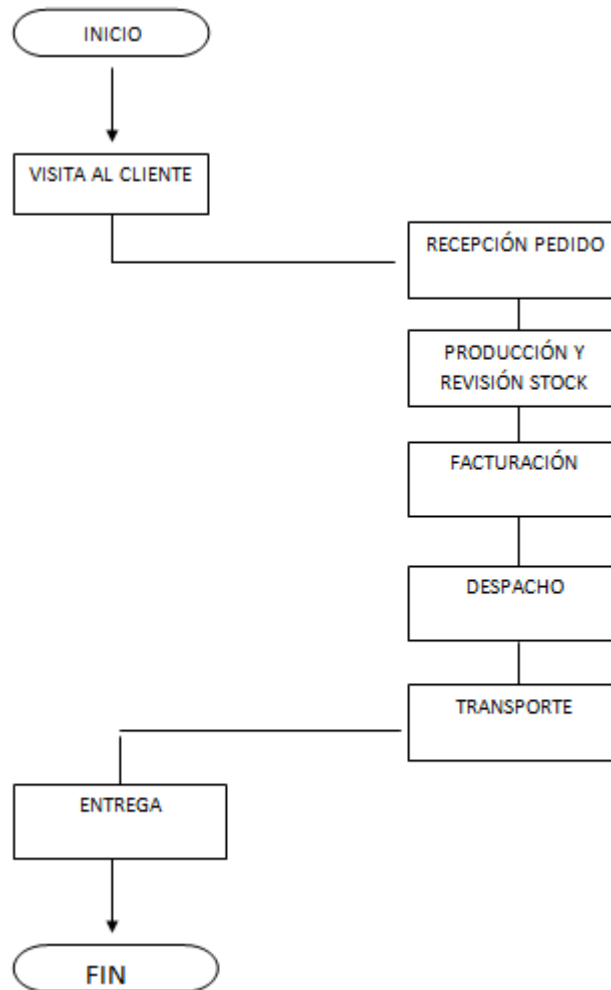 INICIO
VISITA AL CLIENTE
RECEPCIÓN PEDIDO
PRODUCCIÓN Y
REVISIÓN STOCK
FACTURACIÓN
DESPACHO
TRANSPORTE
ENTREGA
FIN